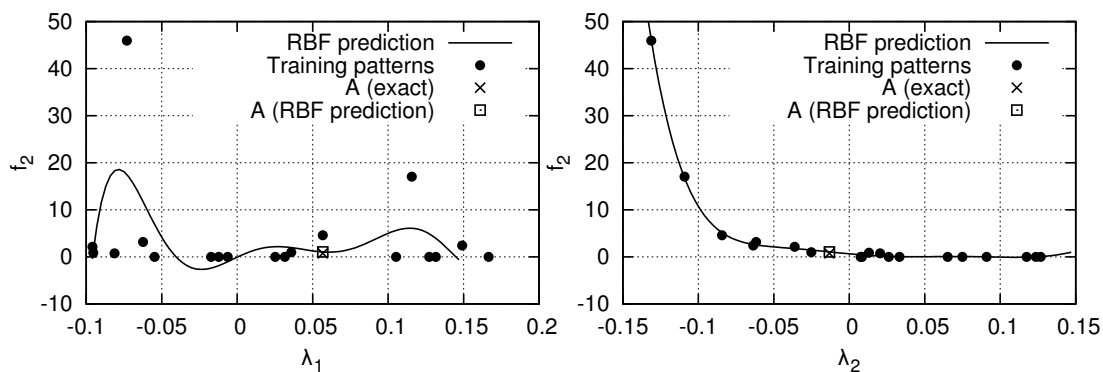 50
40
30
20
10
0
-10
f2
RBF prediction
Training patterns
A (exact)
A (RBF prediction)
-0.1 -0.05 0 0.05 0.1 0.15 0.2
λ1
50
40
30
20
10
0
-10
f2
RBF prediction
Training patterns
A (exact)
A (RBF prediction)
-0.15 -0.1 -0.05 0 0.05 0.1 0.15
λ2